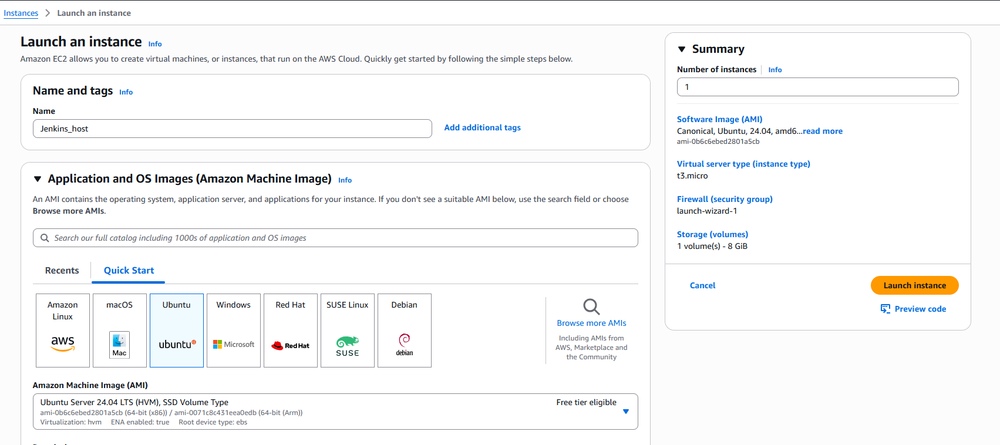 Instances > Launch an instance
Launch an instance Info
Amazon EC2 allows you to create virtual machines, or instances, that run on the AWS Cloud. Quickly get started by following the simple steps below.
Name and tags Info
Name
Jenkins_host
Add additional tags
Application and OS Images (Amazon Machine Image) Info
An AMI contains the operating system, application server, and applications for your instance. If you don't see a suitable AMI below, use the search field or choose
Browse more AMIs.
Search our full catalog including 1000s of application and OS images
Recents
Quick Start
Amazon
Linux
aws
macOS
Mac
Ubuntu
ubuntu
Windows
Microsoft
Red Hat
Red Hat
SUSE Linux
SUSE
Debian
debian
Browse more AMIs
Including AMIs from
AWS, Marketplace and
the Community
Amazon Machine Image (AMI)
Ubuntu Server 24.04 LTS (HVM), SSD Volume Type
Free tier eligible
ami-0b6c6ebed2801a5cb (64-bit (x86)) / ami-0071c8c431eea0edb (64-bit (Arm))
Virtualization: hvm ENA enabled: true Root device type: ebs
Summary
Number of instances Info
1
Software Image (AMI)
Canonical, Ubuntu, 24.04, amd6...read more
ami-0b6c6ebed2801a5cb
Virtual server type (instance type)
t3.micro
Firewall (security group)
launch-wizard-1
Storage (volumes)
1 volume(s) - 8 GiB
Cancel
Launch instance
Preview code